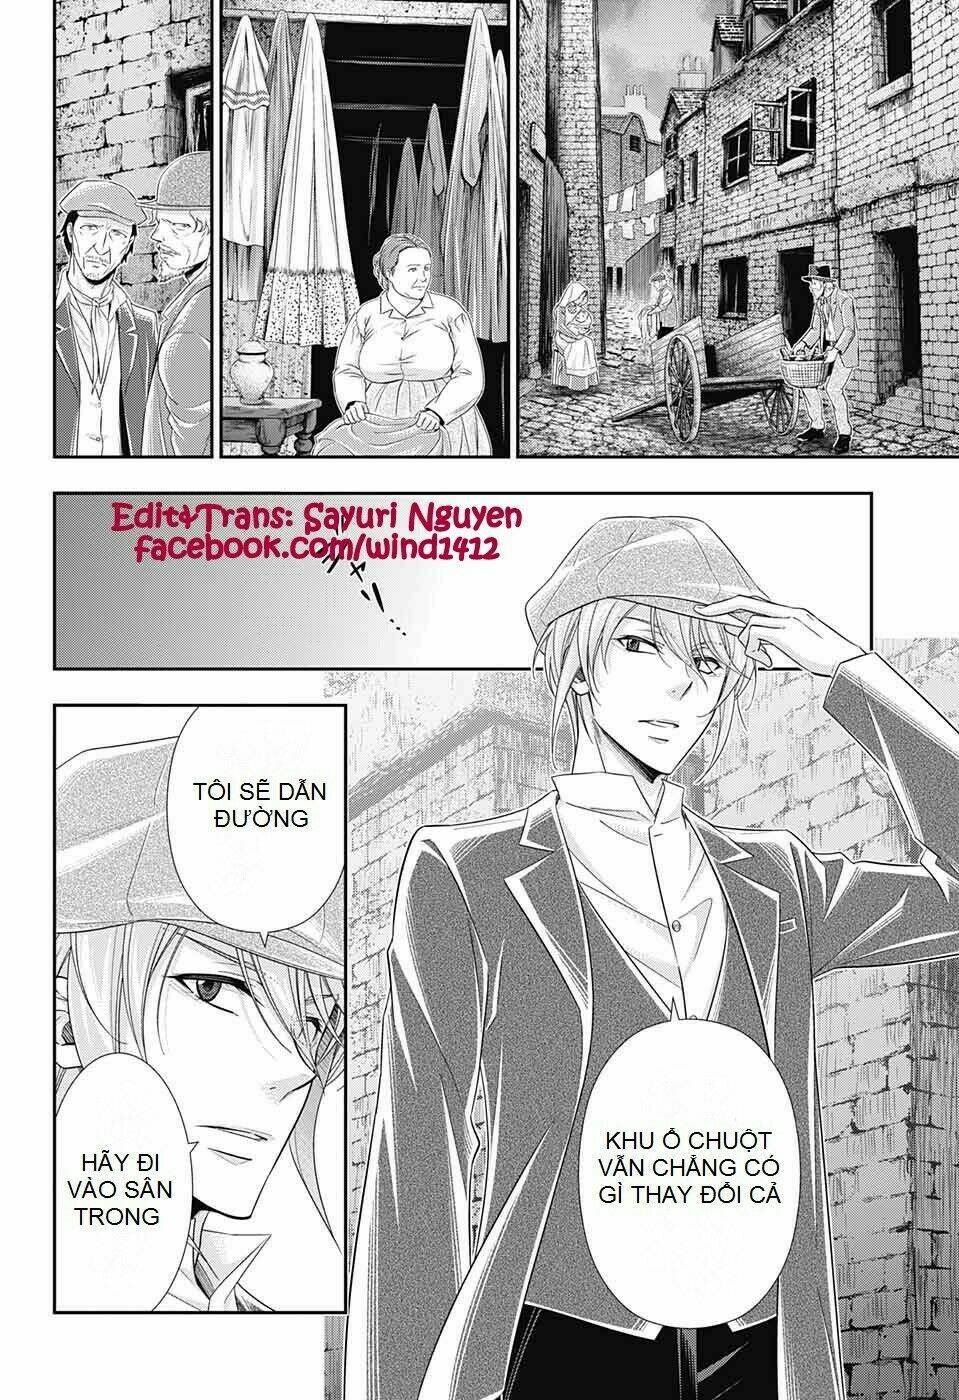 Edit&Trans: Sayuri Nguyen
facebook.com/wind1412
KHU Ổ CHUỘT
VẪN CHẲNG CÓ
GÌ THAY ĐỔI CẢ
TÔI SẼ DẪN
ĐƯỜNG
HÃY ĐI
VÀO SÂN
TRONG